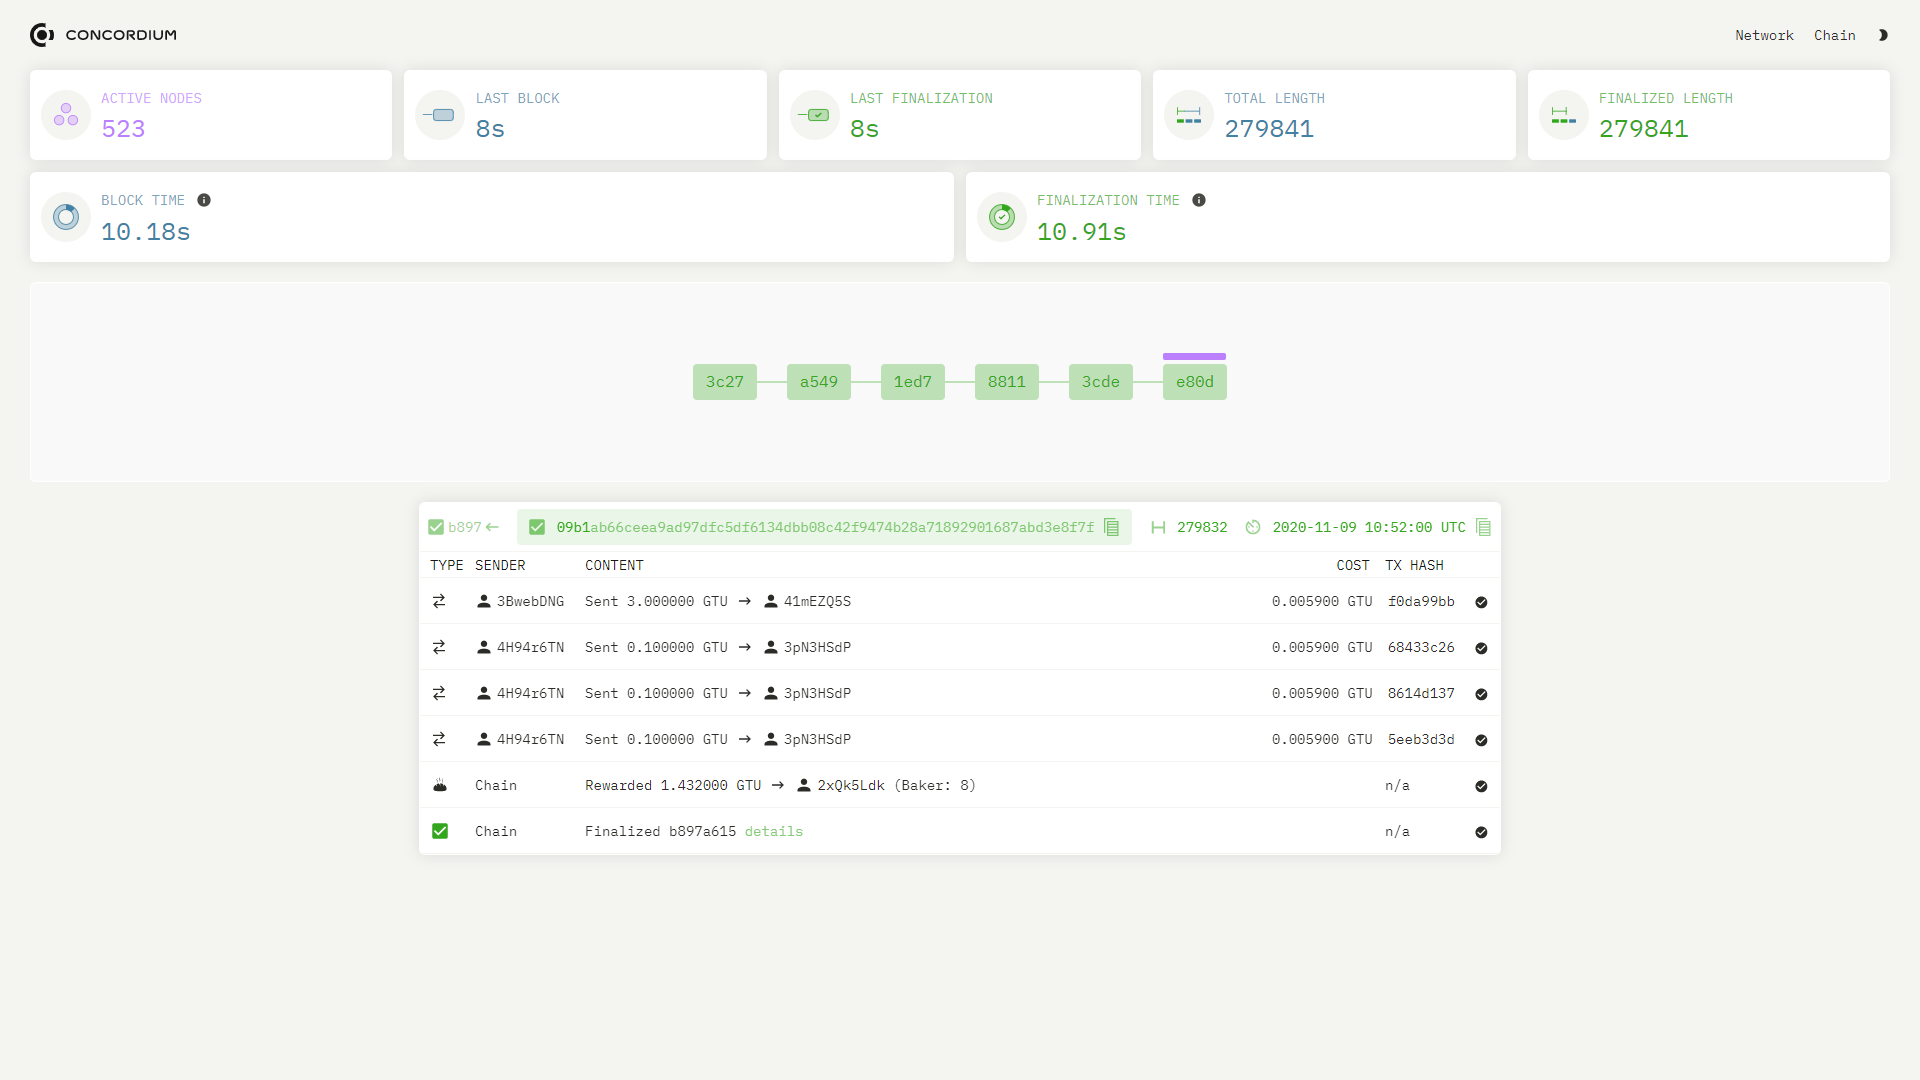 CONCORDIUM
Network Chain
ACTIVE NODES
523
LAST BLOCK
8s
LAST FINALIZATION
8s
TOTAL LENGTH
279841
FINALIZED LENGTH
279841
BLOCK TIME
10.18s
FINALIZATION TIME
10.91s
3c27 a549 1ed7 8811 3cde e80d
b897 ← 09b1ab66ceea9ad97dfc5df6134dbb08c42f9474b28a71892901687abd3e8f7f 279832 2020-11-09 10:52:00 UTC
TYPE SENDER CONTENT COST TX HASH
3BwebDNG Sent 3.000000 GTU → 41mEZQ5S 0.005900 GTU f0da99bb
4H94r6TN Sent 0.100000 GTU → 3pN3HSdP 0.005900 GTU 68433c26
4H94r6TN Sent 0.100000 GTU → 3pN3HSdP 0.005900 GTU 8614d137
4H94r6TN Sent 0.100000 GTU → 3pN3HSdP 0.005900 GTU 5eeb3d3d
Chain Rewarded 1.432000 GTU → 2xQk5Ldk (Baker: 8) n/a
Chain Finalized b897a615 details n/a